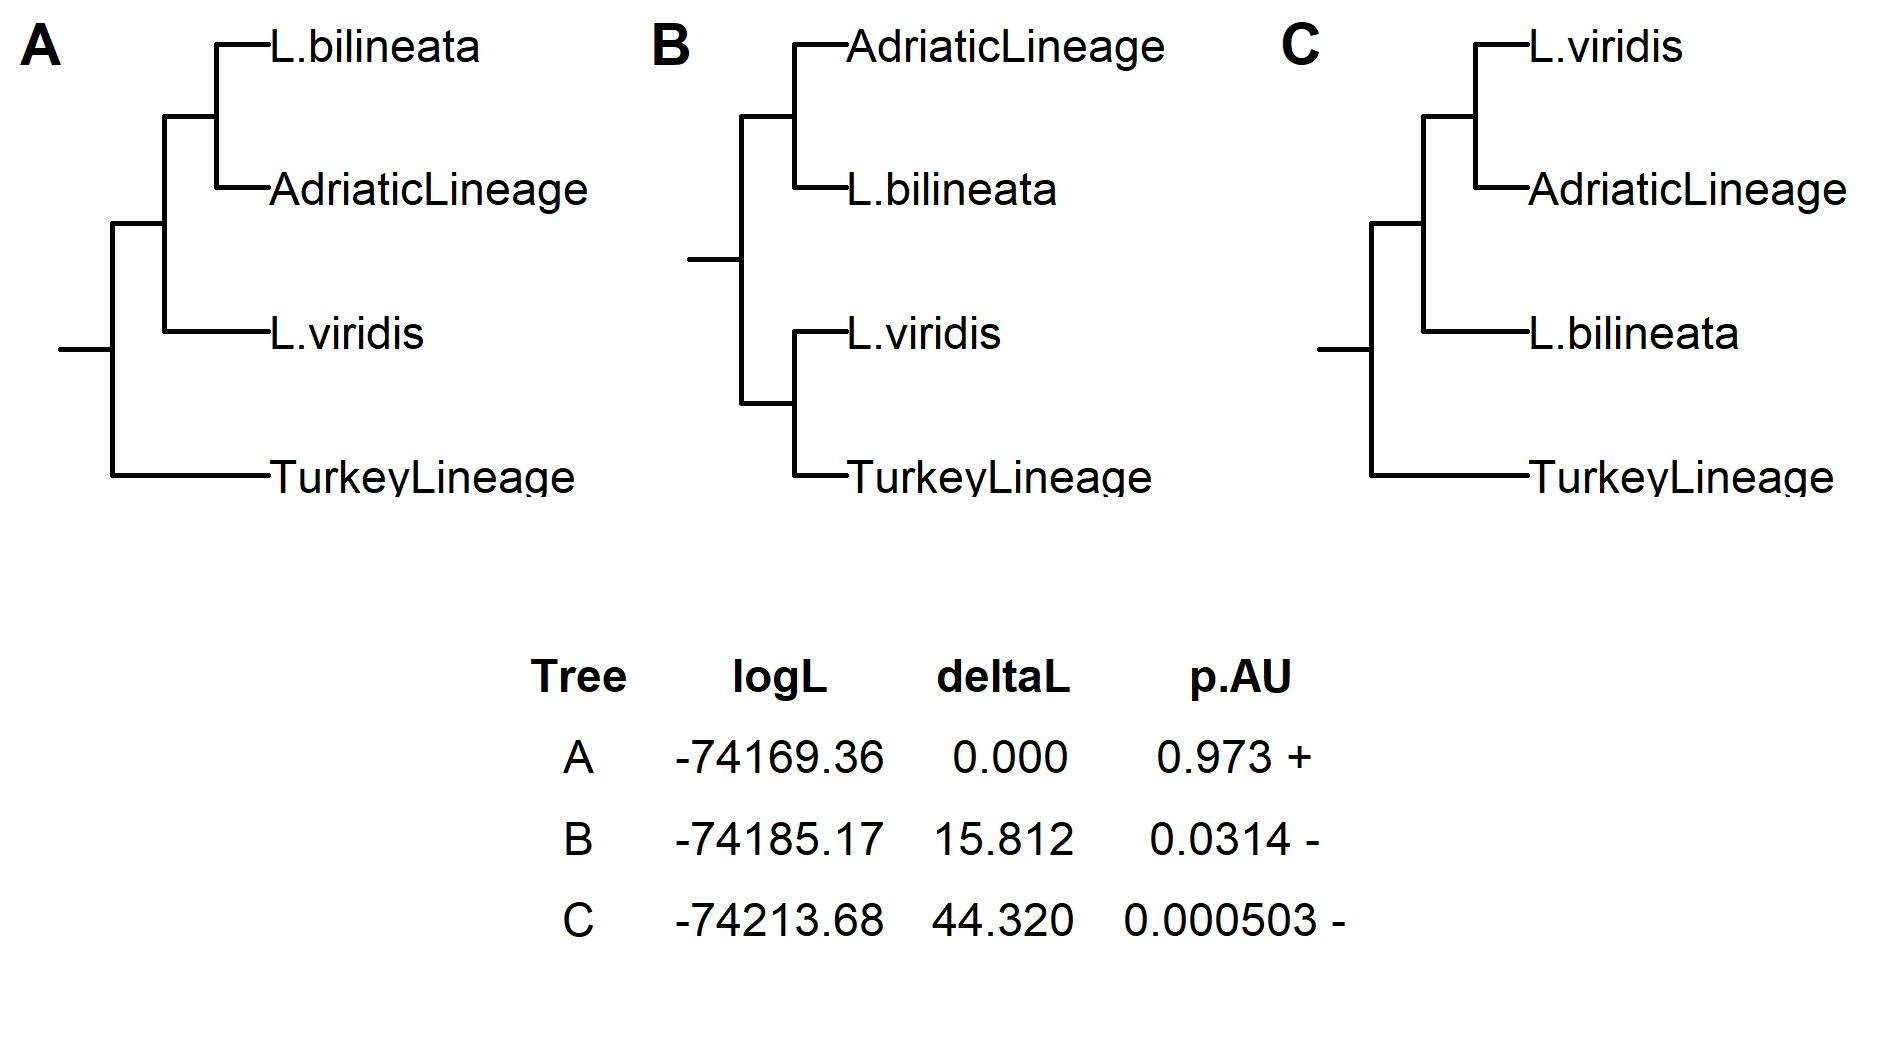 A B C
L.bilineata AdriaticLineage L.viridis
AdriaticLineage L.bilineata AdriaticLineage
L.viridis L.viridis L.bilineata
TurkeyLineage TurkeyLineage TurkeyLineage
Tree logL deltaL p.AU
A -74169.36 0.000 0.973 +
B -74185.17 15.812 0.0314 -
C -74213.68 44.320 0.000503 -